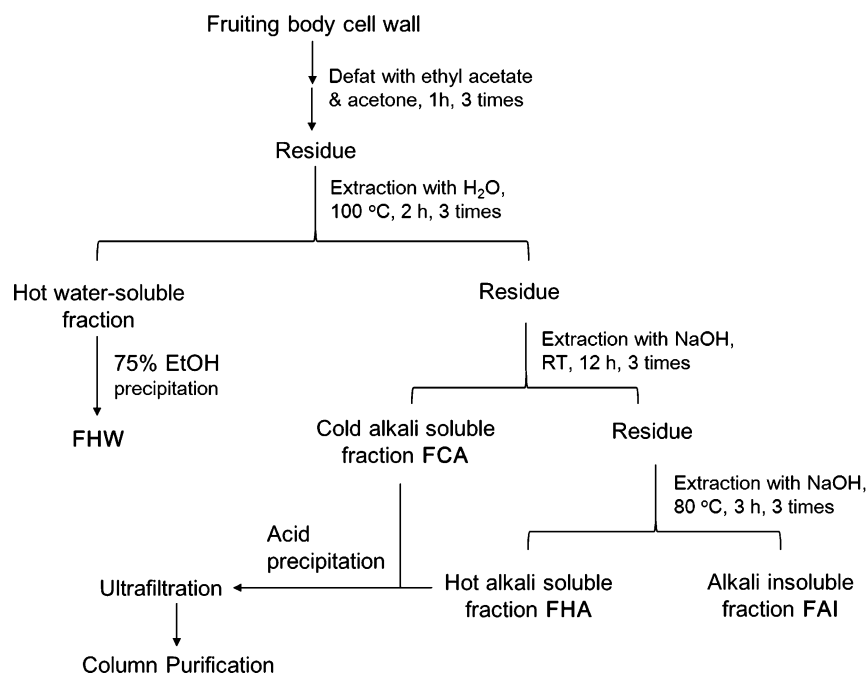 Fruiting body cell wall
Defat with ethyl acetate
& acetone, 1h, 3 times
Residue
Extraction with H₂O,
100 ºC, 2 h, 3 times
Hot water-soluble
fraction
Residue
75% EtOH
precipitation
Extraction with NaOH,
RT, 12 h, 3 times
FHW
Cold alkali soluble
fraction FCA
Residue
Extraction with NaOH,
80 ºC, 3 h, 3 times
Acid
precipitation
Ultrafiltration
Hot alkali soluble
fraction FHA
Alkali insoluble
fraction FAI
Column Purification